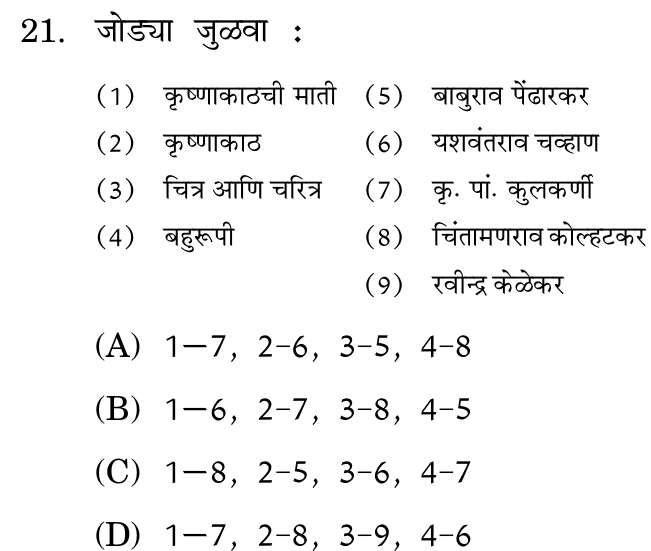 21. जोड्या जुळवा :
(1) कृष्णाकाठची माती (5) बाबुराव पेंढारकर
(2) कृष्णाकाठ (6) यशवंतराव चव्हाण
(3) चित्र आणि चरित्र (7) कृ. पां. कुलकर्णी
(4) बहुरूपी (8) चिंतामणराव कोल्हटकर
(9) रवीन्द्र केळेकर
(A) 1—7, 2–6, 3–5, 4–8
(B) 1—6, 2–7, 3–8, 4–5
(C) 1—8, 2–5, 3–6, 4–7
(D) 1—7, 2–8, 3–9, 4–6